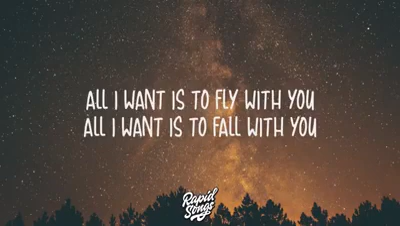 ALL I WANT IS TO FLY WITH YOU
ALL I WANT IS TO FALL WITH YOU
Rapid
Songs